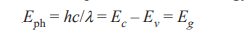 E_ph = hc/λ = E_c – E_v = E_g